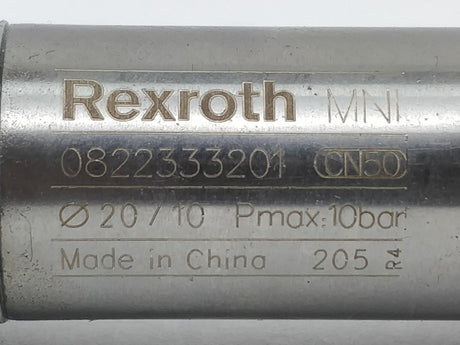 Rexroth MNI
0822333201 CN50
Ø 20/10 Pmax:10bar
Made in China 205 R4